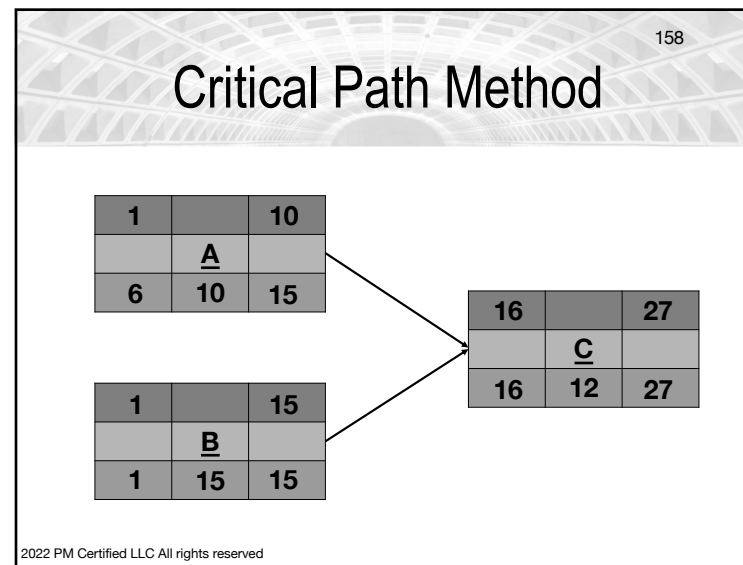 158
Critical Path Method
1 10
A
6 10 15
16 27
C
16 12 27
1 15
B
1 15 15
2022 PM Certified LLC All rights reserved